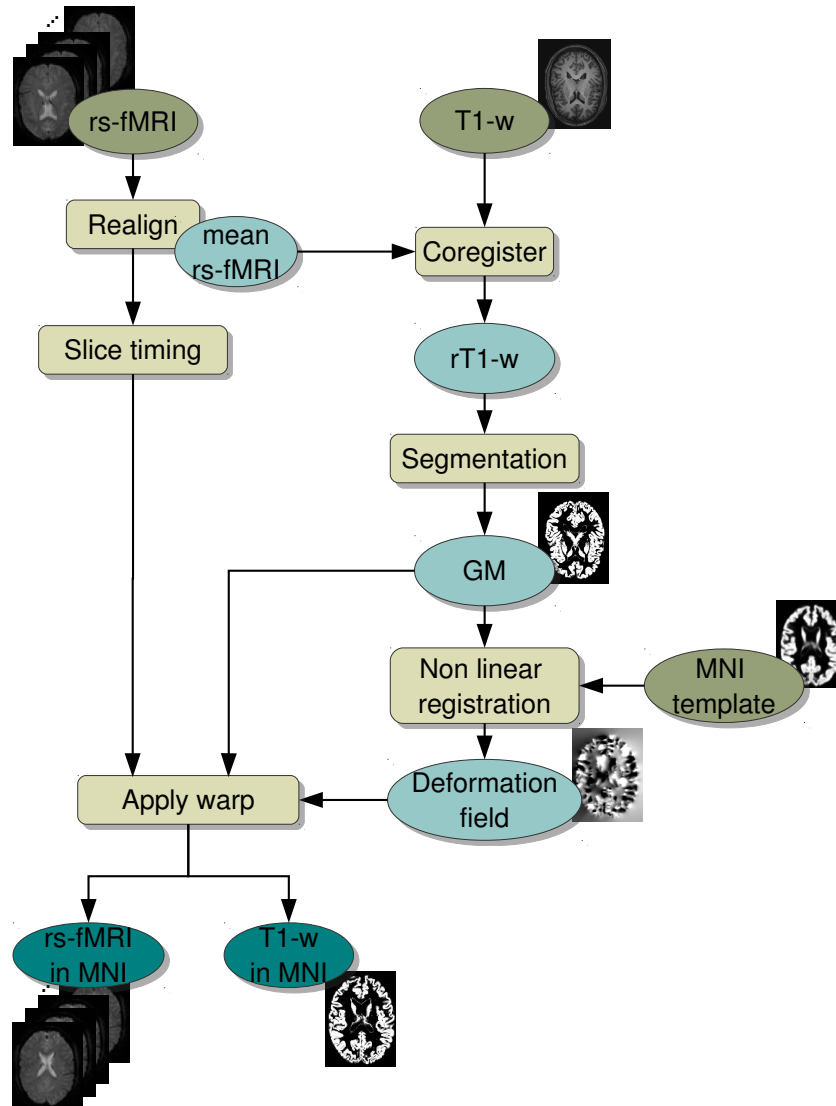 rs-fMRI
T1-w
Realign
mean
rs-fMRI
Coregister
Slice timing
rT1-w
Segmentation
GM
Non linear
registration
MNI
template
Deformation
field
Apply warp
rs-fMRI
in MNI
T1-w
in MNI